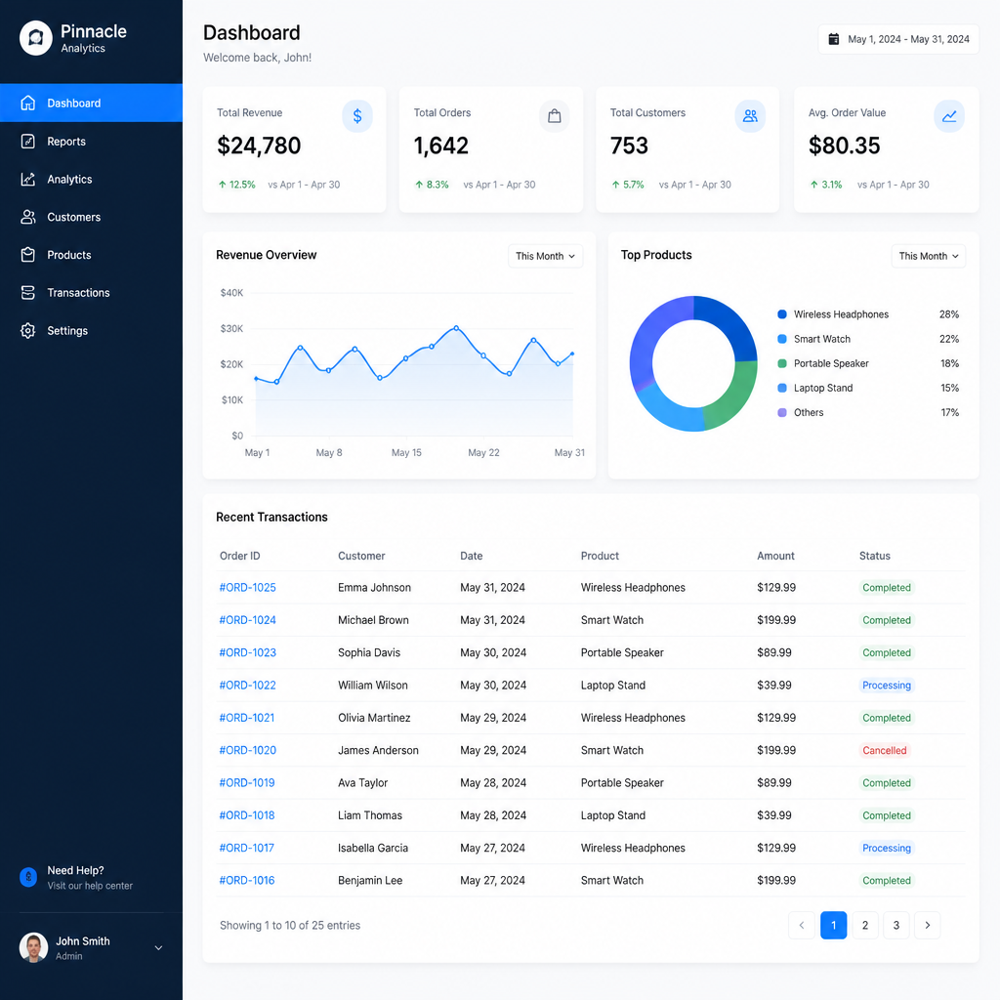 Pinnacle
Analytics
Dashboard
Reports
Analytics
Customers
Products
Transactions
Settings
Need Help?
Visit our help center
John Smith
Admin
Dashboard
Welcome back, John!
May 1, 2024 - May 31, 2024
Total Revenue
$
$24,780
↑ 12.5% vs Apr 1 - Apr 30
Total Orders
1,642
↑ 8.3% vs Apr 1 - Apr 30
Total Customers
753
↑ 5.7% vs Apr 1 - Apr 30
Avg. Order Value
$80.35
↑ 3.1% vs Apr 1 - Apr 30
Revenue Overview
This Month
$40K
$30K
$20K
$10K
$0
May 1 May 8 May 15 May 22 May 31
Top Products
This Month
Wireless Headphones 28%
Smart Watch 22%
Portable Speaker 18%
Laptop Stand 15%
Others 17%
Recent Transactions
Order ID Customer Date Product Amount Status
#ORD-1025 Emma Johnson May 31, 2024 Wireless Headphones $129.99 Completed
#ORD-1024 Michael Brown May 31, 2024 Smart Watch $199.99 Completed
#ORD-1023 Sophia Davis May 30, 2024 Portable Speaker $89.99 Completed
#ORD-1022 William Wilson May 30, 2024 Laptop Stand $39.99 Processing
#ORD-1021 Olivia Martinez May 29, 2024 Wireless Headphones $129.99 Completed
#ORD-1020 James Anderson May 29, 2024 Smart Watch $199.99 Cancelled
#ORD-1019 Ava Taylor May 28, 2024 Portable Speaker $89.99 Completed
#ORD-1018 Liam Thomas May 28, 2024 Laptop Stand $39.99 Completed
#ORD-1017 Isabella Garcia May 27, 2024 Wireless Headphones $129.99 Processing
#ORD-1016 Benjamin Lee May 27, 2024 Smart Watch $199.99 Completed
Showing 1 to 10 of 25 entries
‹ 1 2 3 ›